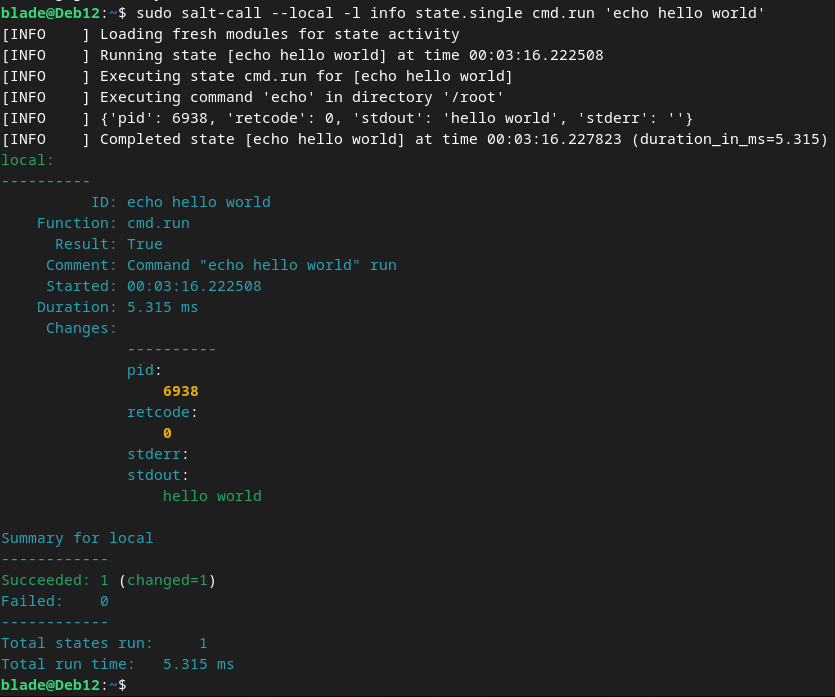 blade@Deb12:~$ sudo salt-call --local -l info state.single cmd.run 'echo hello world'
[INFO    ] Loading fresh modules for state activity
[INFO    ] Running state [echo hello world] at time 00:03:16.222508
[INFO    ] Executing state cmd.run for [echo hello world]
[INFO    ] Executing command 'echo' in directory '/root'
[INFO    ] {'pid': 6938, 'retcode': 0, 'stdout': 'hello world', 'stderr': ''}
[INFO    ] Completed state [echo hello world] at time 00:03:16.227823 (duration_in_ms=5.315)
local:
----------
          ID: echo hello world
    Function: cmd.run
      Result: True
     Comment: Command "echo hello world" run
     Started: 00:03:16.222508
    Duration: 5.315 ms
     Changes:
              ----------
              pid:
                  6938
              retcode:
                  0
              stderr:
              stdout:
                  hello world

Summary for local
------------
Succeeded: 1 (changed=1)
Failed:    0
------------
Total states run:     1
Total run time:   5.315 ms
blade@Deb12:~$